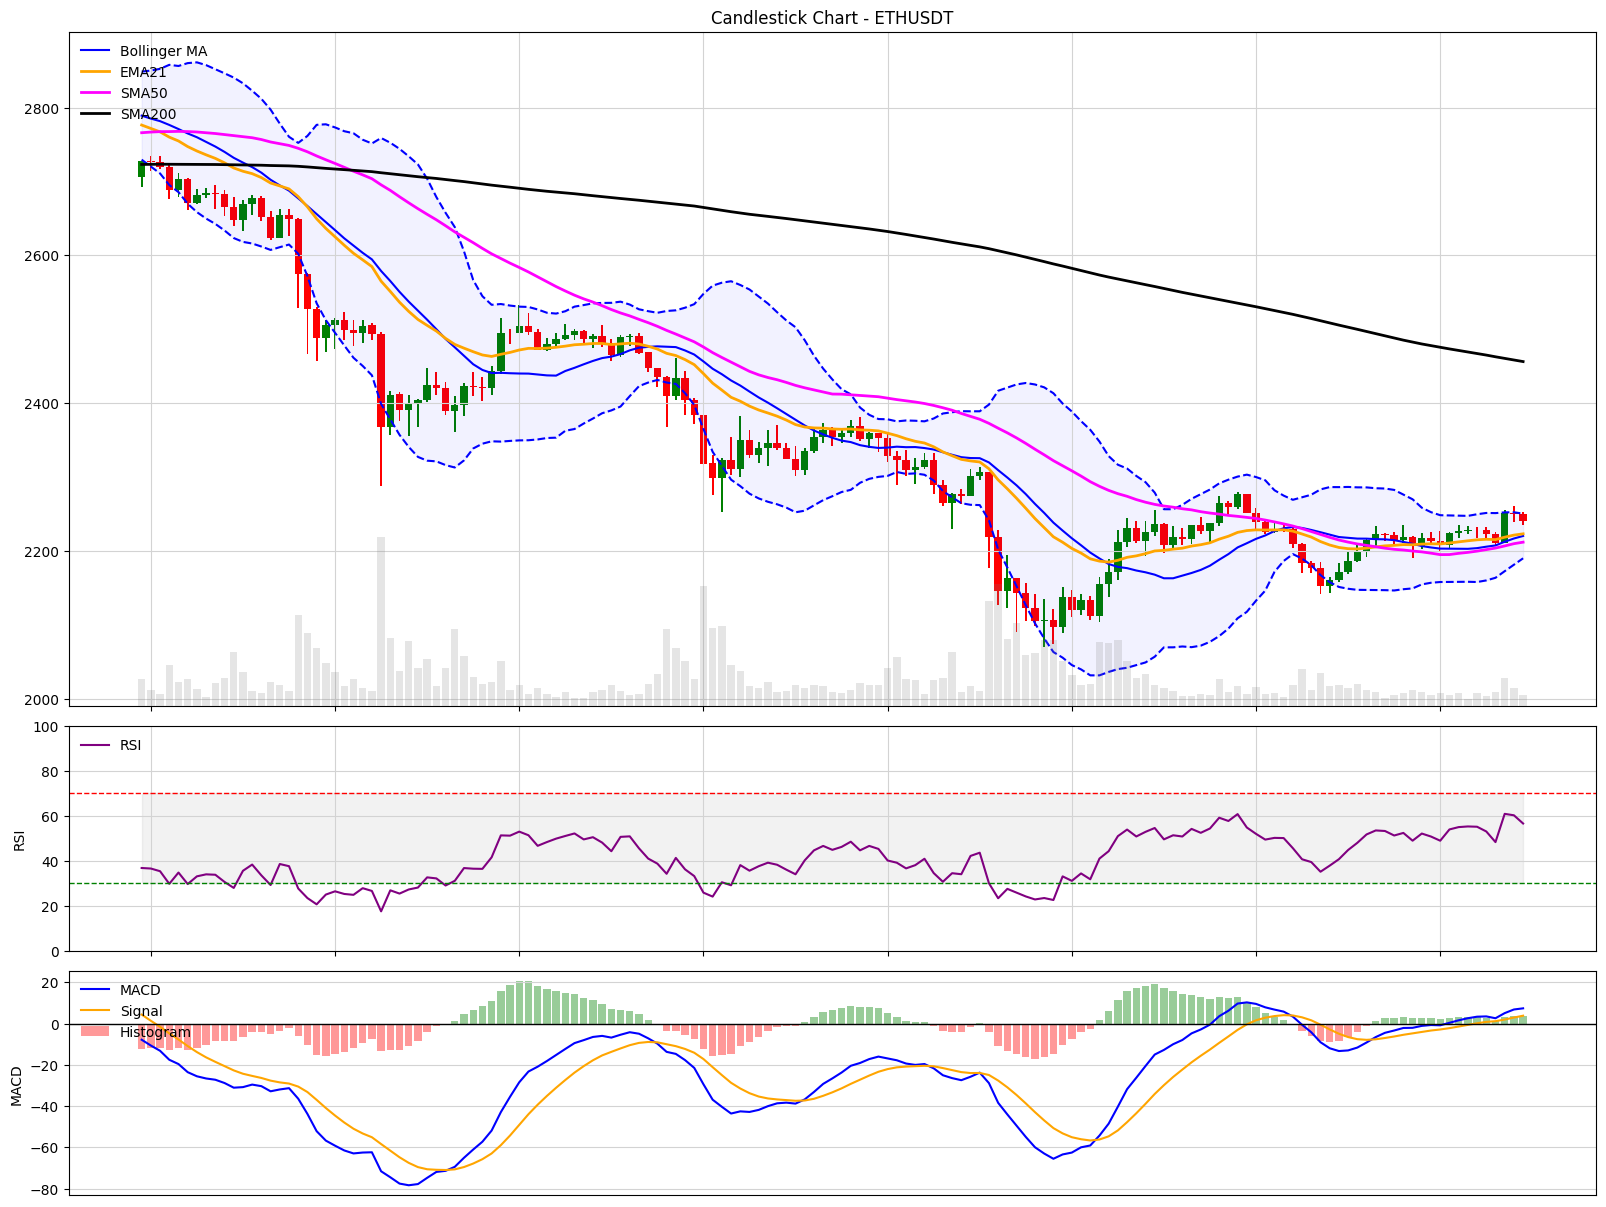 Candlestick Chart - ETHUSDT
Bollinger MA
EMA21
SMA50
SMA200
2800
2600
2400
2200
2000
RSI
100
80
60
40
20
0
RSI
MACD
Signal
Histogram
20
0
−20
−40
−60
−80
MACD